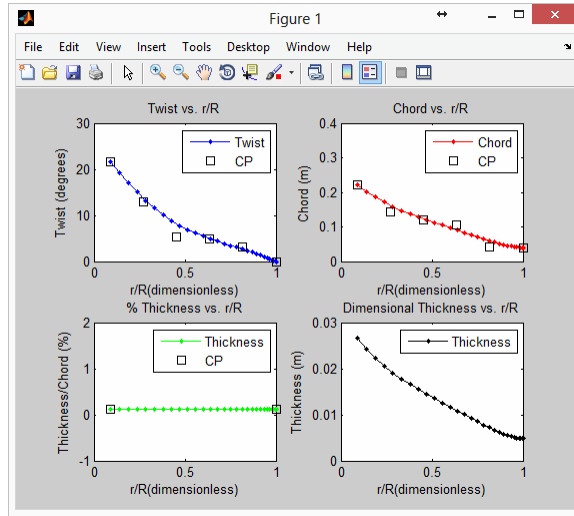 Figure 1
File Edit View Insert Tools Desktop Window Help
Twist vs. r/R
Twist (degrees)
30
20
10
0
Twist
CP
0 0.5 1
r/R(dimensionless)
Chord vs. r/R
Chord (m)
0.4
0.3
0.2
0.1
0
Chord
CP
0 0.5 1
r/R(dimensionless)
% Thickness vs. r/R
Thickness/Chord (%)
2
1
0
-1
Thickness
CP
0 0.5 1
r/R(dimensionless)
Dimensional Thickness vs. r/R
Thickness (m)
0.03
0.02
0.01
0
Thickness
0 0.5 1
r/R(dimensionless)